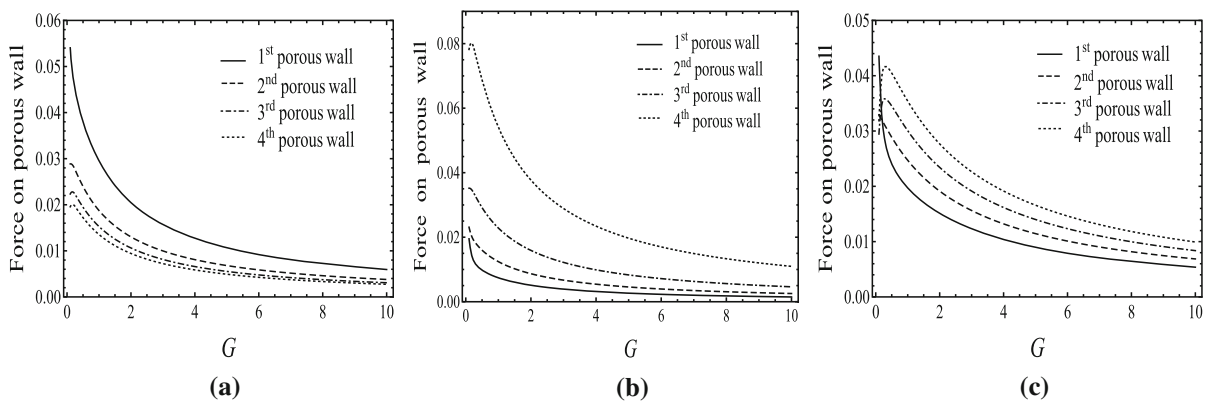 Force on porous wall
0.06
0.05
0.04
0.03
0.02
0.01
0.00
0
2
4
6
8
10
1st porous wall
2nd porous wall
3rd porous wall
4th porous wall
G
(a)
Force on porous wall
0.08
0.06
0.04
0.02
0.00
0
2
4
6
8
10
1st porous wall
2nd porous wall
3rd porous wall
4th porous wall
G
(b)
Force on porous wall
0.05
0.04
0.03
0.02
0.01
0.00
0
2
4
6
8
10
1st porous wall
2nd porous wall
3rd porous wall
4th porous wall
G
(c)